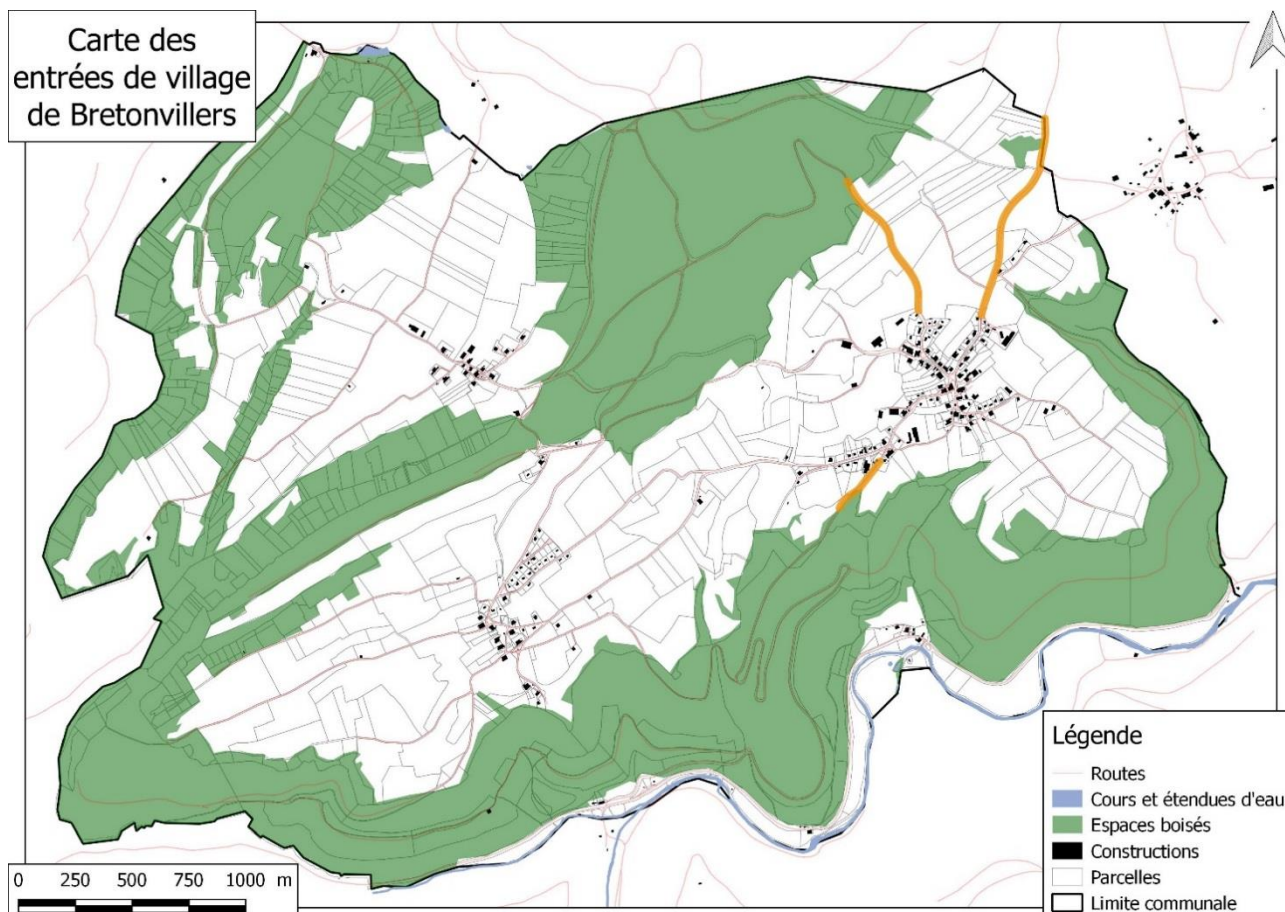 Carte des
entrées de village
de Bretonvillers
Légende
Routes
Cours et étendues d'eau
Espaces boisés
Constructions
Parcelles
Limite communale
0 250 500 750 1000 m